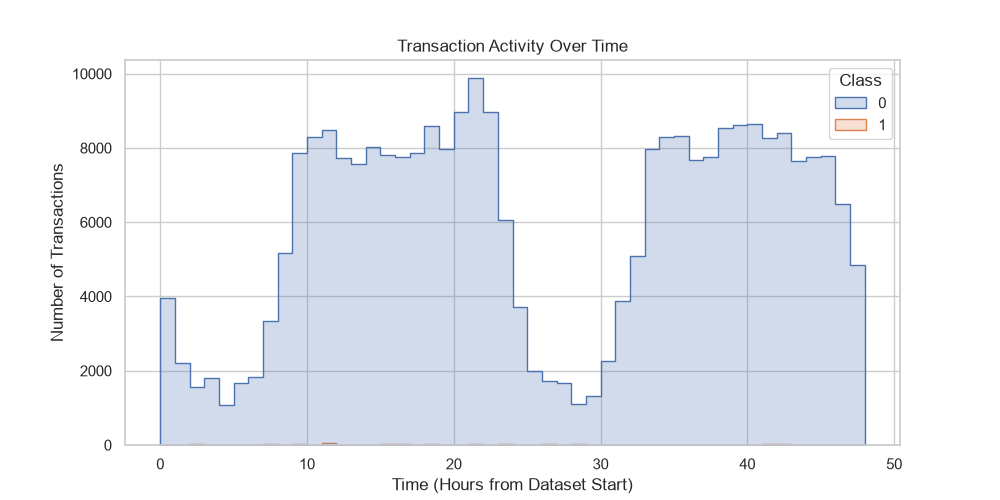 Transaction Activity Over Time
Class
0
1
Number of Transactions
10000
8000
6000
4000
2000
0
0 10 20 30 40 50
Time (Hours from Dataset Start)